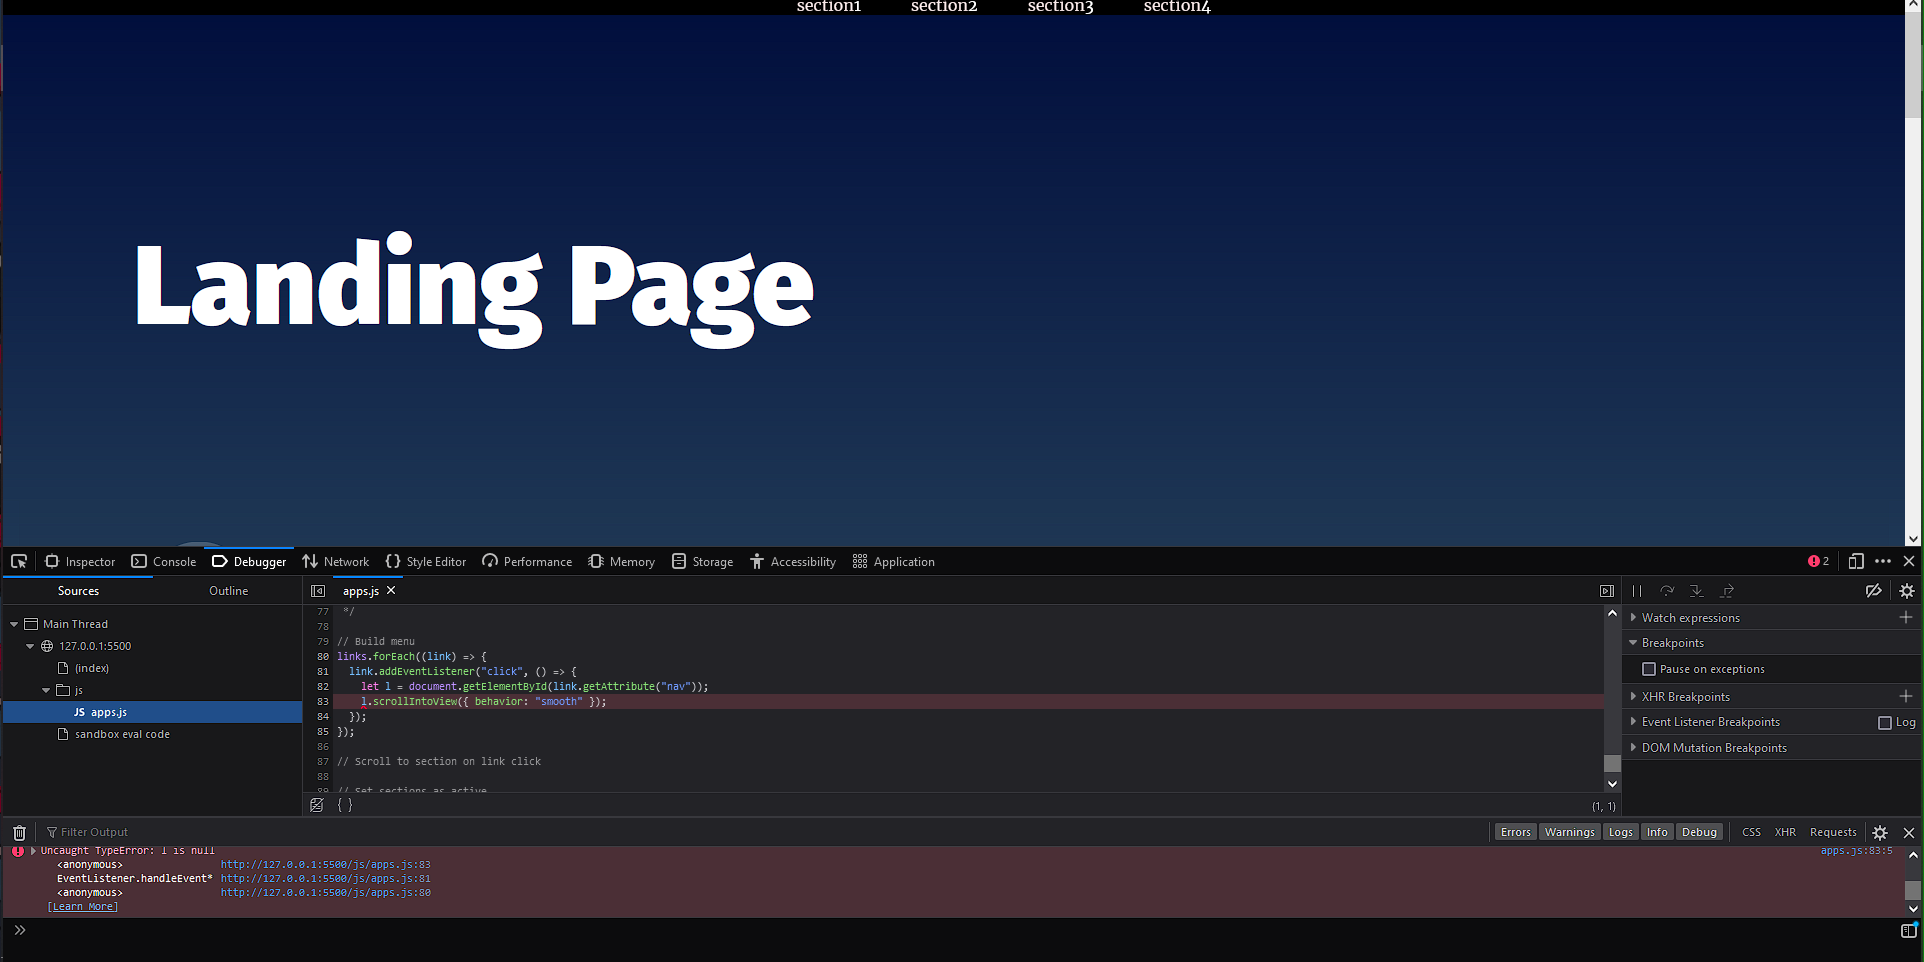 section1 section2 section3 section4
Landing Page
Inspector Console Debugger Network Style Editor Performance Memory Storage Accessibility Application 2
Sources Outline
apps.js
Main Thread
127.0.0.1:5500
(index)
js
JS apps.js
sandbox eval code
77 */
78
79 // Build menu
80 links.forEach((link) => {
81 link.addEventListener("click", () => {
82 let l = document.getElementById(link.getAttribute("nav"));
83 l.scrollIntoView({ behavior: "smooth" });
84 });
85 });
86
87 // Scroll to section on link click
88
89 // Set sections as active
{ } (1, 1)
Watch expressions
Breakpoints
Pause on exceptions
XHR Breakpoints
Event Listener Breakpoints Log
DOM Mutation Breakpoints
Filter Output Errors Warnings Logs Info Debug CSS XHR Requests
Uncaught TypeError: l is null apps.js:83:5
<anonymous> http://127.0.0.1:5500/js/apps.js:83
EventListener.handleEvent* http://127.0.0.1:5500/js/apps.js:81
<anonymous> http://127.0.0.1:5500/js/apps.js:80
[Learn More]